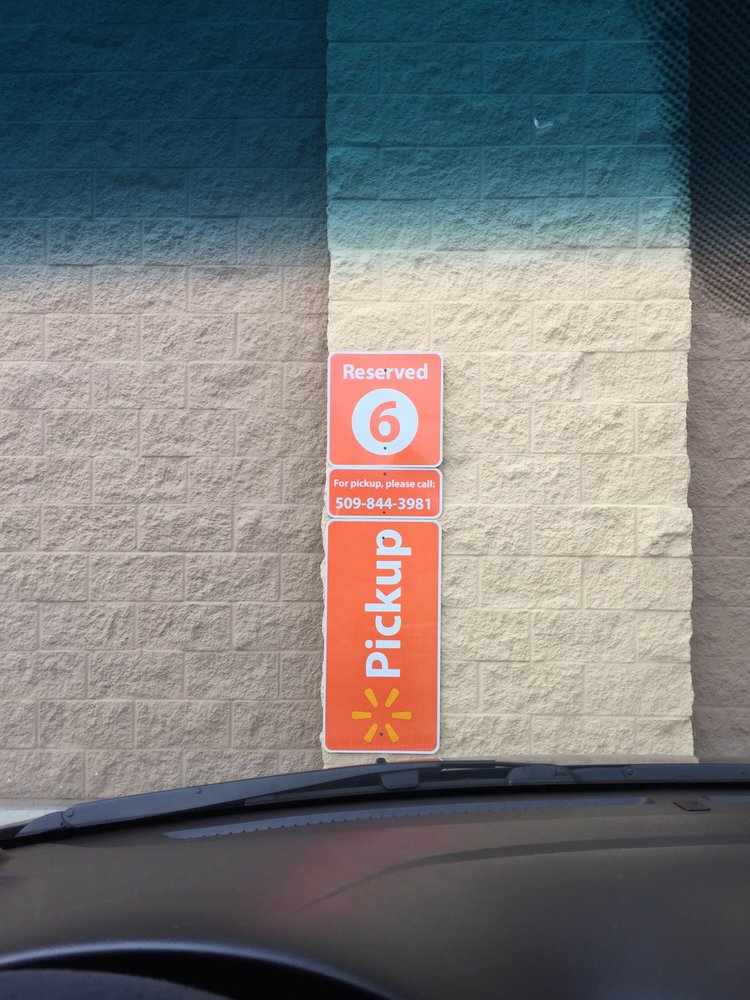 Reserved
6
For pickup, please call:
509-844-3981
Pickup